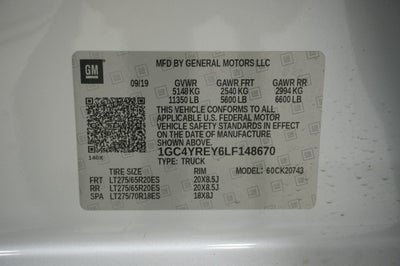 GM
MFD BY GENERAL MOTORS LLC
09/19 GVWR GAWR FRT GAWR RR
5148 KG 2540 KG 2994 KG
11350 LB 5600 LB 6600 LB
THIS VEHICLE CONFORMS TO ALL
APPLICABLE U.S. FEDERAL MOTOR
VEHICLE SAFETY STANDARDS IN EFFECT
ON THE DATE OF MANUFACTURE
SHOWN ABOVE.
1GC4YREY6LF148670
TYPE: TRUCK
140X
TIRE SIZE RIM MODEL: 60CK20743
FRT LT275/65R20ES 20X8.5J
RR LT275/65R20ES 20X8.5J
SPA LT275/70R18ES 18X8J